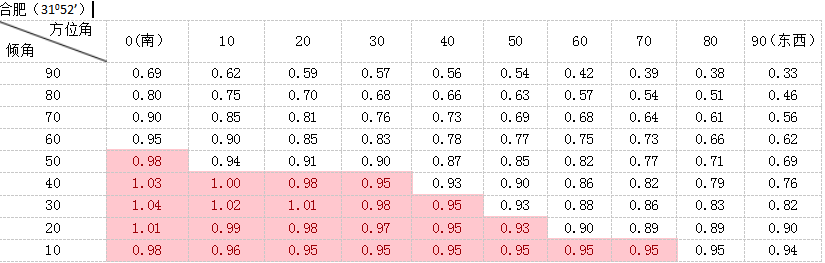 合肥（31⁰52′）
方位角
倾角
0(南) 10 20 30 40 50 60 70 80 90(东西)
90 0.69 0.62 0.59 0.57 0.56 0.54 0.42 0.39 0.38 0.33
80 0.80 0.75 0.70 0.68 0.66 0.63 0.57 0.54 0.51 0.46
70 0.90 0.85 0.81 0.76 0.73 0.69 0.68 0.64 0.61 0.56
60 0.95 0.90 0.85 0.83 0.78 0.77 0.75 0.73 0.66 0.62
50 0.98 0.94 0.91 0.90 0.87 0.85 0.82 0.77 0.71 0.69
40 1.03 1.00 0.98 0.95 0.93 0.90 0.86 0.82 0.79 0.76
30 1.04 1.02 1.01 0.98 0.95 0.93 0.88 0.86 0.83 0.82
20 1.01 0.99 0.98 0.97 0.95 0.93 0.90 0.89 0.89 0.90
10 0.98 0.96 0.95 0.95 0.95 0.95 0.95 0.95 0.95 0.94